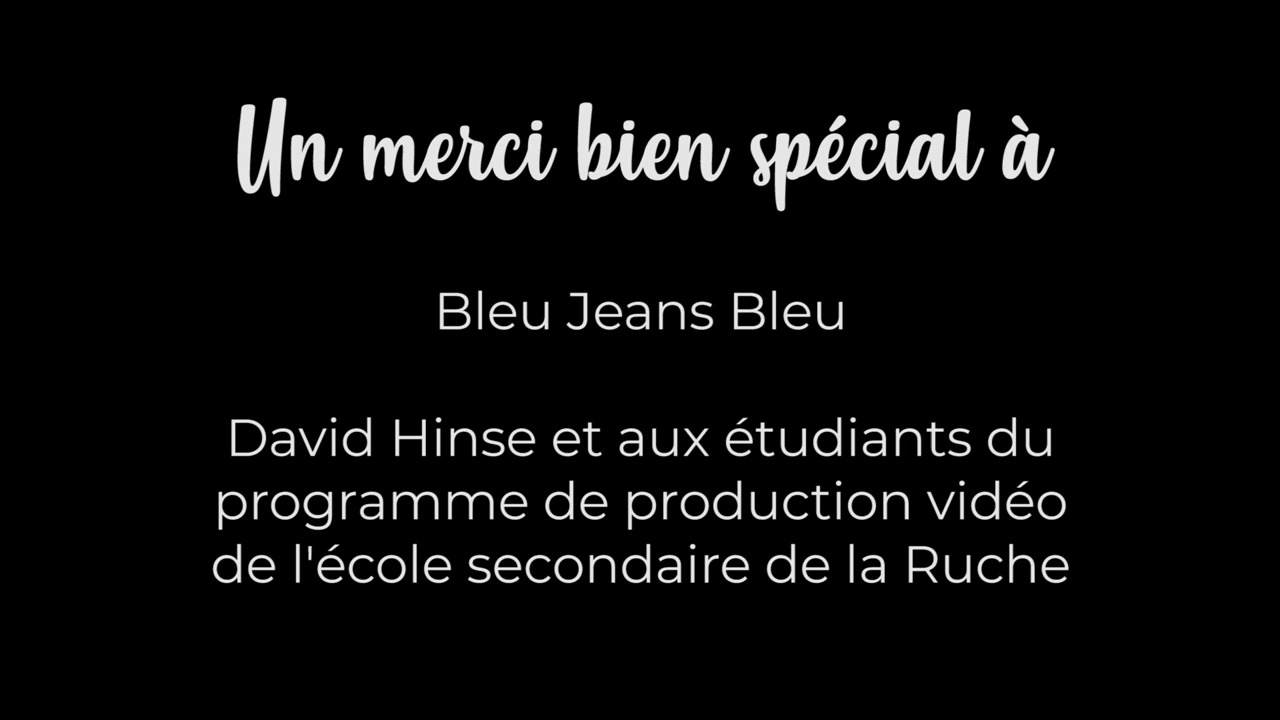 Un merci bien spécial à
Bleu Jeans Bleu
David Hinse et aux étudiants du
programme de production vidéo
de l'école secondaire de la Ruche